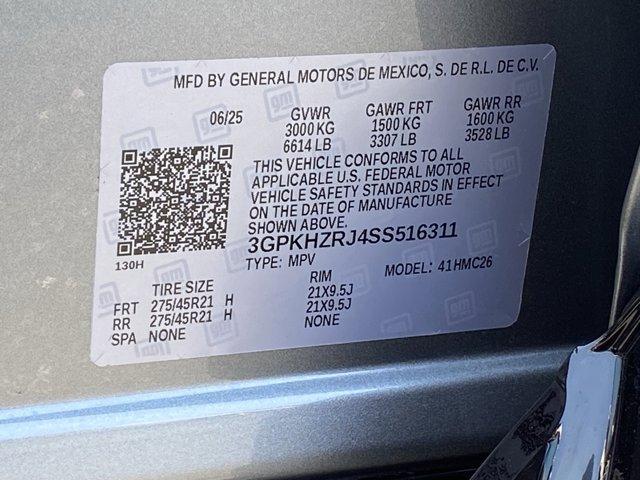 MFD BY GENERAL MOTORS DE MEXICO, S. DE R.L. DE C.V.
06/25 GVWR GAWR FRT GAWR RR
3000 KG 1500 KG 1600 KG
6614 LB 3307 LB 3528 LB
THIS VEHICLE CONFORMS TO ALL
APPLICABLE U.S. FEDERAL MOTOR
VEHICLE SAFETY STANDARDS IN EFFECT
ON THE DATE OF MANUFACTURE
SHOWN ABOVE.
3GPKHZRJ4SS516311
130H TYPE: MPV MODEL: 41HMC26
TIRE SIZE RIM
FRT 275/45R21 H 21X9.5J
RR 275/45R21 H 21X9.5J
SPA NONE NONE